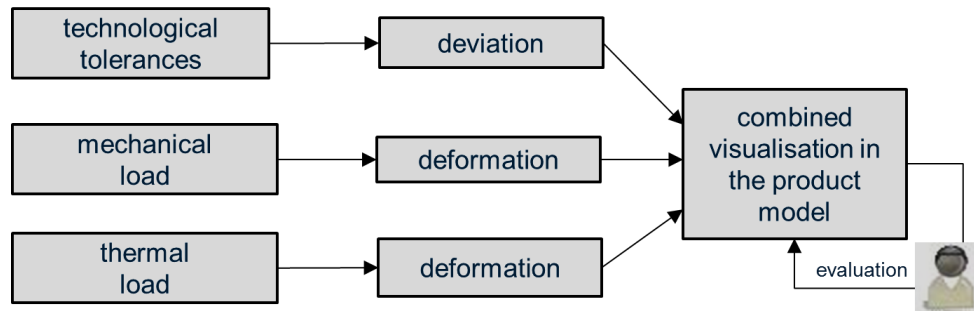 technological
tolerances
deviation
mechanical
load
deformation
thermal
load
deformation
combined
visualisation in
the product
model
evaluation